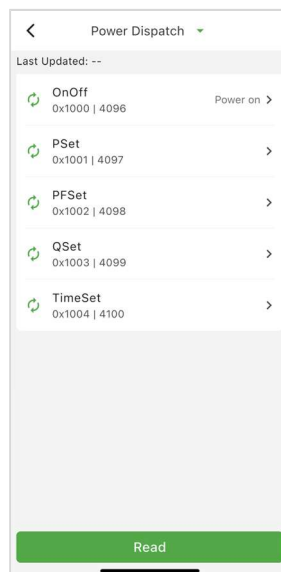 Power Dispatch
Last Updated: --
OnOff
0x1000 | 4096
Power on
PSet
0x1001 | 4097
PFSet
0x1002 | 4098
QSet
0x1003 | 4099
TimeSet
0x1004 | 4100
Read